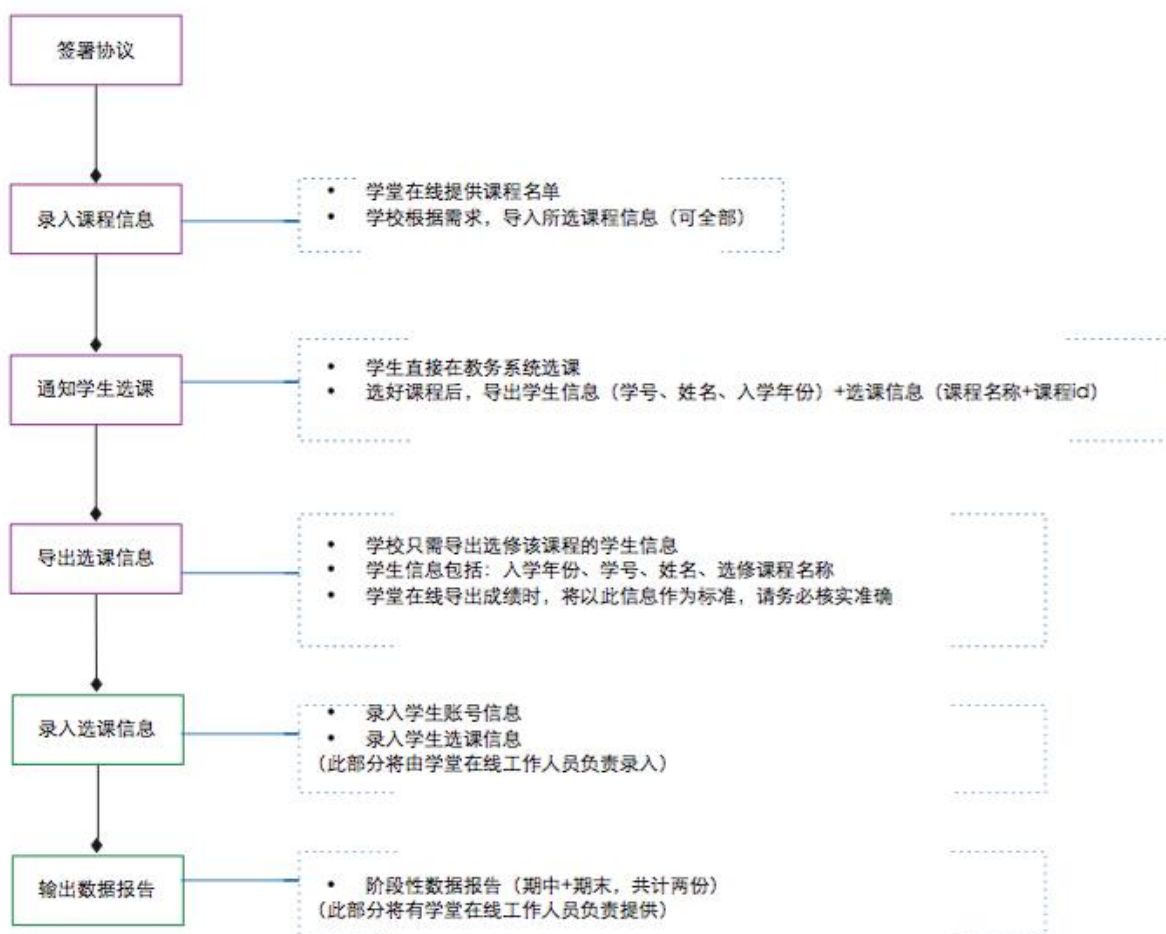 签署协议
录入课程信息
• 学堂在线提供课程名单
• 学校根据需求，导入所选课程信息（可全部）
通知学生选课
• 学生直接在教务系统选课
• 选好课程后，导出学生信息（学号、姓名、入学年份）+选课信息（课程名称+课程id）
导出选课信息
• 学校只需导出选修该课程的学生信息
• 学生信息包括：入学年份、学号、姓名、选修课程名称
• 学堂在线导出成绩时，将以此信息作为标准，请务必核实准确
录入选课信息
• 录入学生账号信息
• 录入学生选课信息
（此部分将由学堂在线工作人员负责录入）
输出数据报告
• 阶段性数据报告（期中+期末，共计两份）
（此部分将有学堂在线工作人员负责提供）